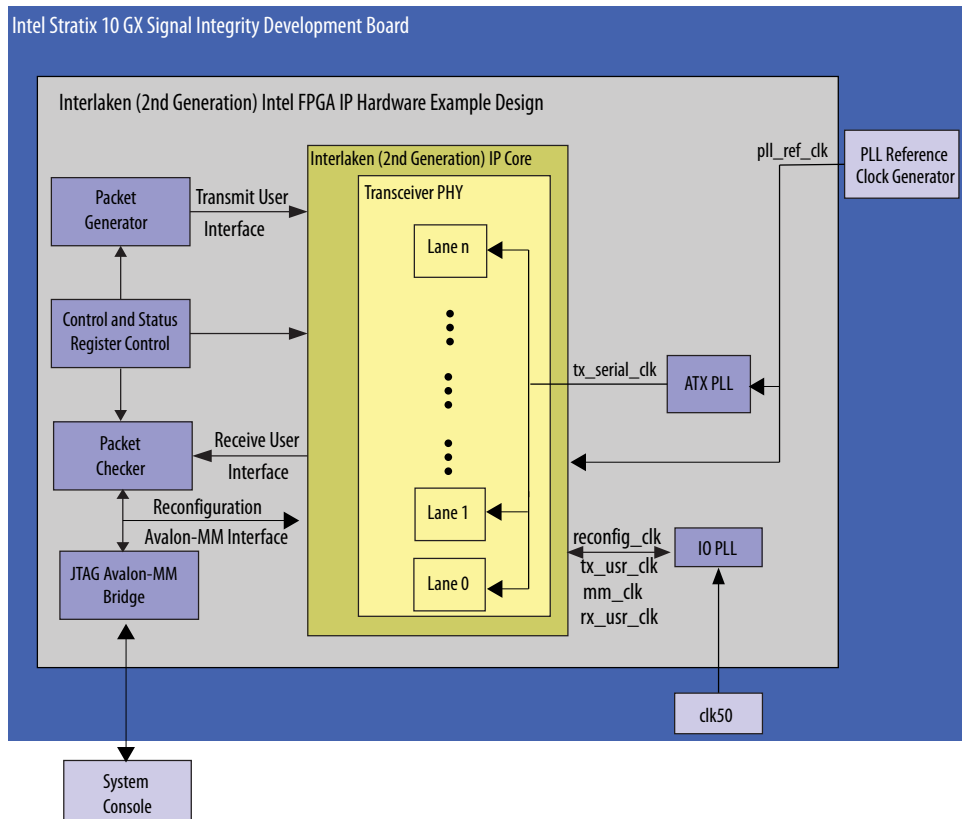 Intel Stratix 10 GX Signal Integrity Development Board
Interlaken (2nd Generation) Intel FPGA IP Hardware Example Design
Interlaken (2nd Generation) IP Core
pll_ref_clk
PLL Reference
Clock Generator
Transceiver PHY
Packet
Generator
Transmit User
Interface
Lane n
Control and Status
Register Control
tx_serial_clk
ATX PLL
Packet
Checker
Receive User
Interface
Reconfiguration
Avalon-MM Interface
Lane 1
JTAG Avalon-MM
Bridge
Lane 0
reconfig_clk
tx_usr_clk
mm_clk
rx_usr_clk
IO PLL
clk50
System
Console